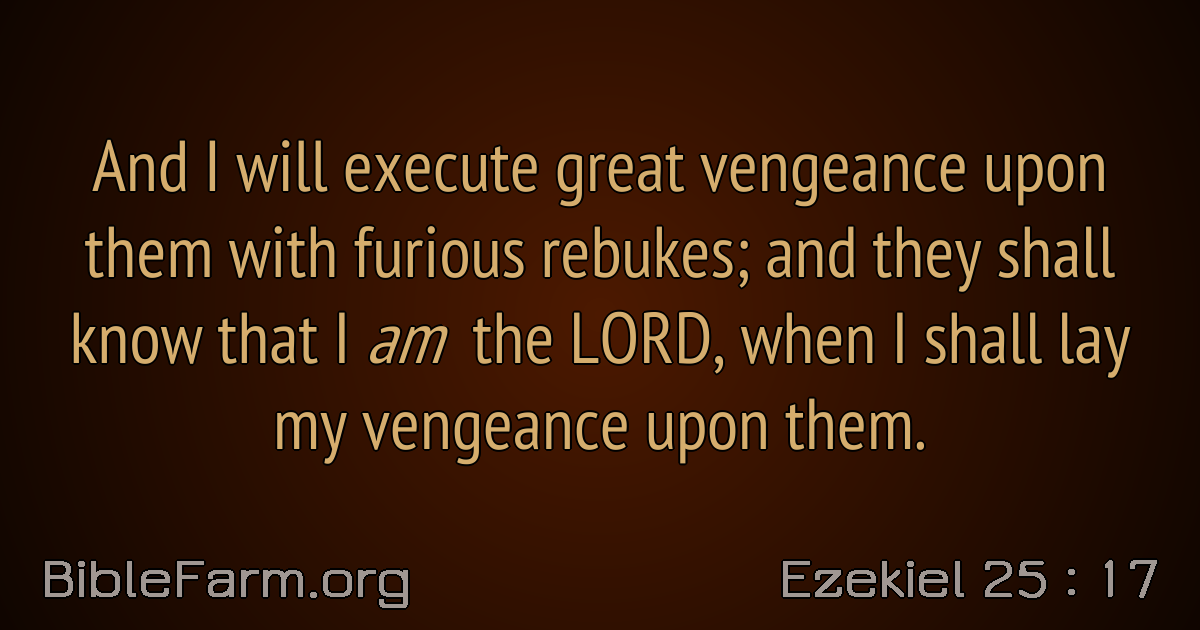 And I will execute great vengeance upon
them with furious rebukes; and they shall
know that I am the LORD, when I shall lay
my vengeance upon them.
BibleFarm.org
Ezekiel 25 : 17